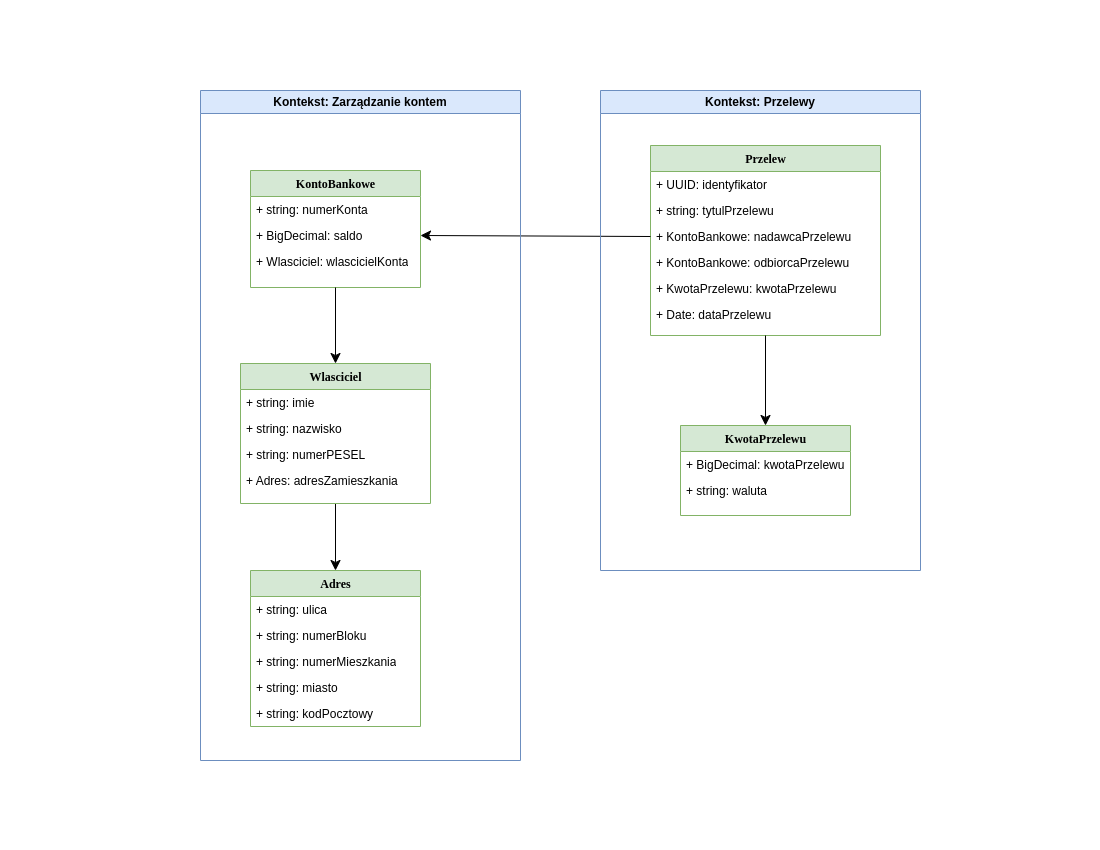 Kontekst: Zarządzanie kontem
KontoBankowe
+ string: numerKonta
+ BigDecimal: saldo
+ Wlasciciel: wlascicielKonta
Wlasciciel
+ string: imie
+ string: nazwisko
+ string: numerPESEL
+ Adres: adresZamieszkania
Adres
+ string: ulica
+ string: numerBloku
+ string: numerMieszkania
+ string: miasto
+ string: kodPocztowy
Kontekst: Przelewy
Przelew
+ UUID: identyfikator
+ string: tytulPrzelewu
+ KontoBankowe: nadawcaPrzelewu
+ KontoBankowe: odbiorcaPrzelewu
+ KwotaPrzelewu: kwotaPrzelewu
+ Date: dataPrzelewu
KwotaPrzelewu
+ BigDecimal: kwotaPrzelewu
+ string: waluta